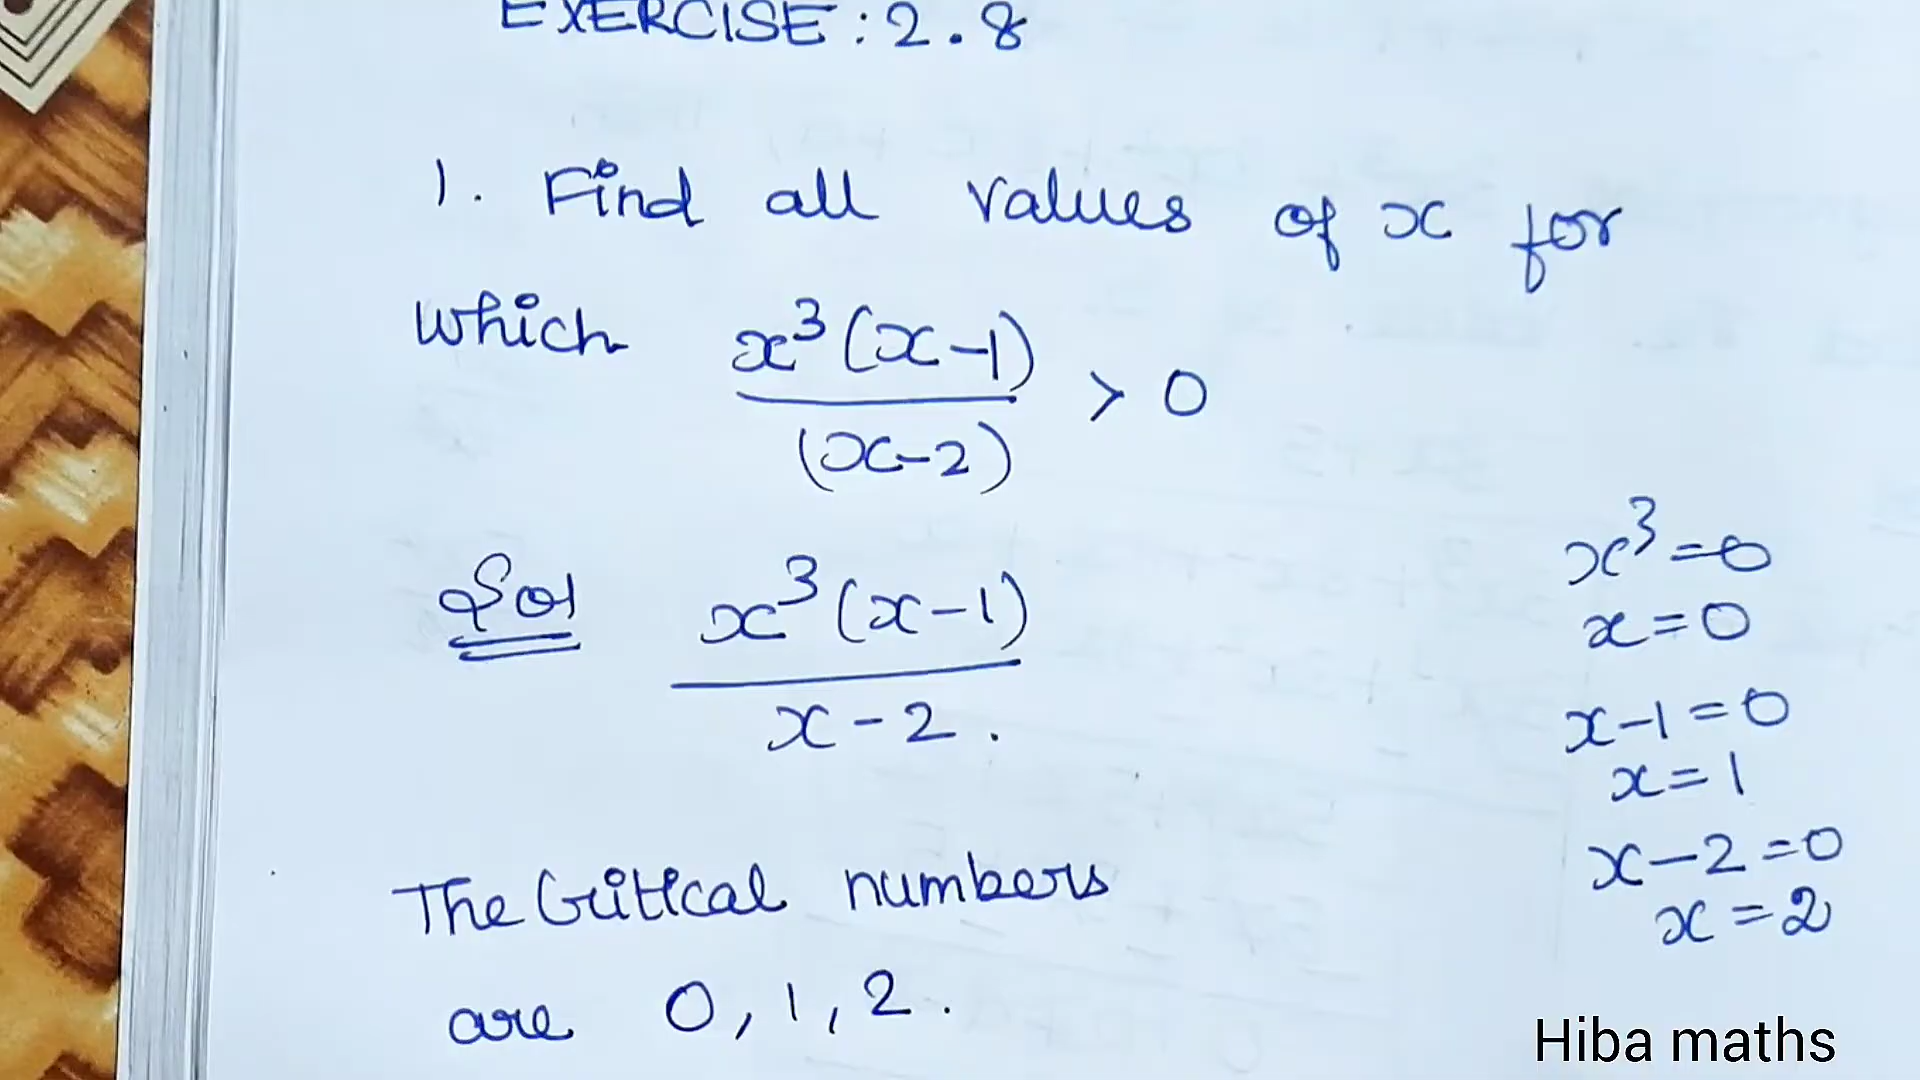 EXERCISE : 2.8
1. Find all values of x for
which x³(x-1)/(x-2) > 0
Sol x³(x-1)/x-2.
x³=0
x=0
x-1=0
x=1
x-2=0
x=2
The Critical numbers
are 0, 1, 2.
Hiba maths